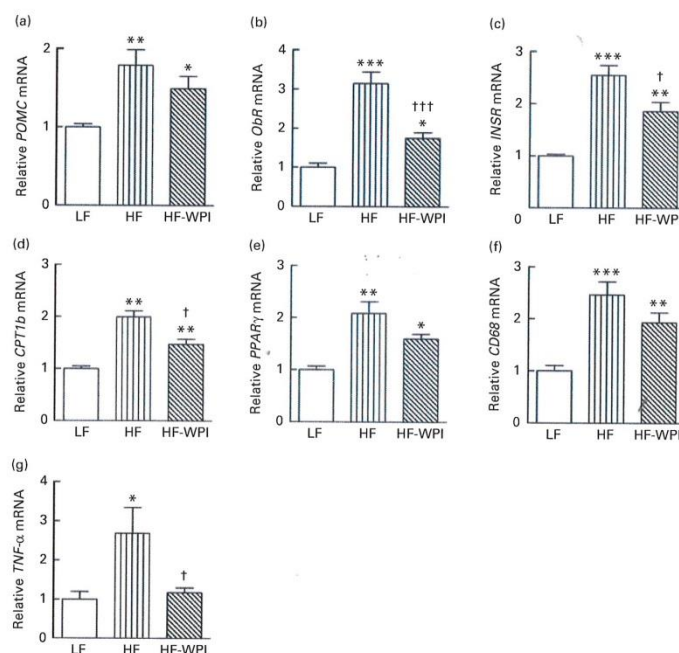 (a)
Relative POMC mRNA
2
1
0
**
*
LF HF HF-WPI
(b)
Relative ObR mRNA
4
3
2
1
0
***
†††
*
LF HF HF-WPI
(c)
Relative INSR mRNA
3
2
1
0
***
†
**
LF HF HF-WPI
(d)
Relative CPT1b mRNA
3
2
1
0
**
†
**
LF HF HF-WPI
(e)
Relative PPARγ mRNA
3
2
1
0
**
*
LF HF HF-WPI
(f)
Relative CD68 mRNA
3
2
1
0
***
**
LF HF HF-WPI
(g)
Relative TNF-α mRNA
4
3
2
1
0
*
†
LF HF HF-WPI